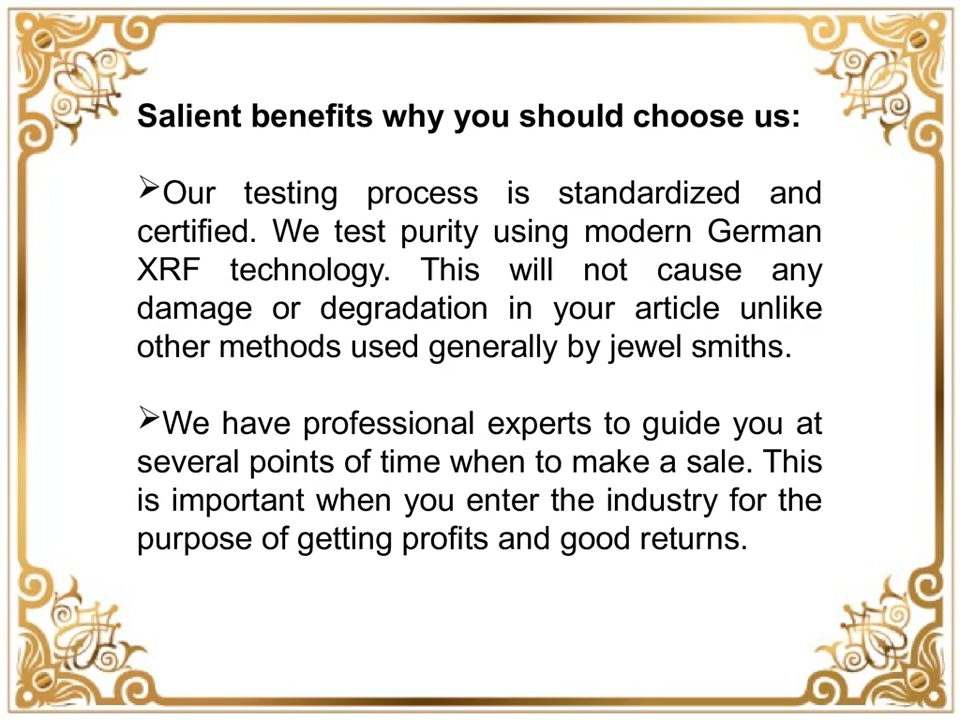 Salient benefits why you should choose us:
➢Our testing process is standardized and
certified. We test purity using modern German
XRF technology. This will not cause any
damage or degradation in your article unlike
other methods used generally by jewel smiths.
➢We have professional experts to guide you at
several points of time when to make a sale. This
is important when you enter the industry for the
purpose of getting profits and good returns.